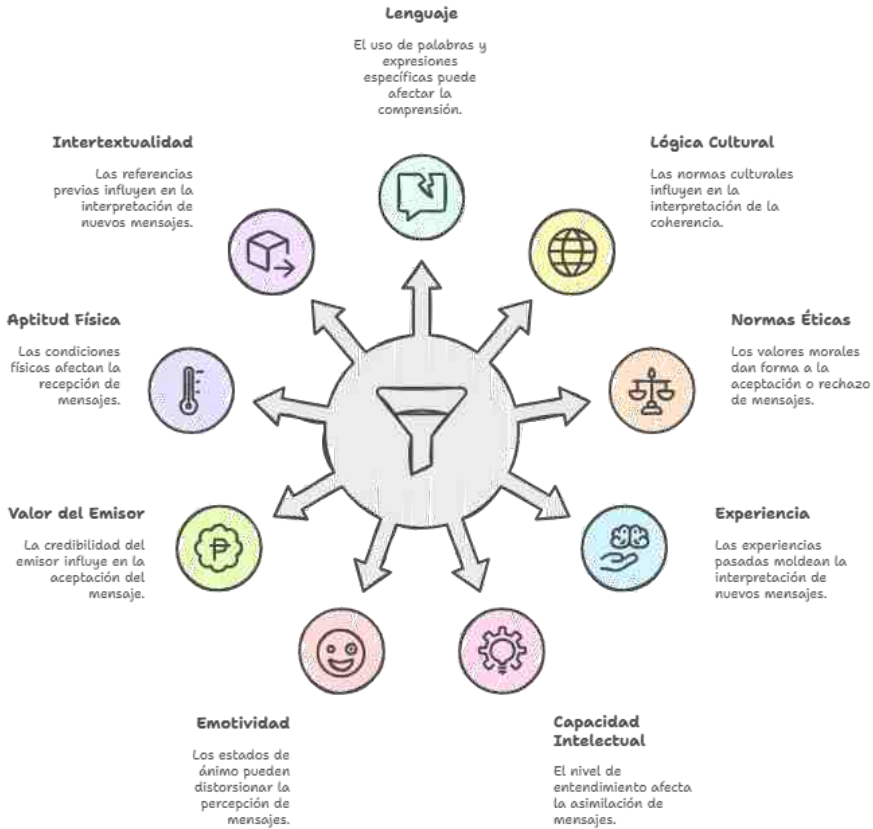 Lenguaje
El uso de palabras y
expresiones
específicas puede
afectar la
comprensión.
Intertextualidad
Las referencias
previas influyen en la
interpretación de
nuevos mensajes.
Lógica Cultural
Las normas culturales
influyen en la
interpretación de la
coherencia.
Aptitud Física
Las condiciones
físicas afectan la
recepción de
mensajes.
Normas Éticas
Los valores morales
dan forma a la
aceptación o rechazo
de mensajes.
Valor del Emisor
La credibilidad del
emisor influye en la
aceptación del
mensaje.
Experiencia
Las experiencias
pasadas moldean la
interpretación de
nuevos mensajes.
Emotividad
Los estados de
ánimo pueden
distorsionar la
percepción de
mensajes.
Capacidad
Intelectual
El nivel de
entendimiento afecta
la asimilación de
mensajes.